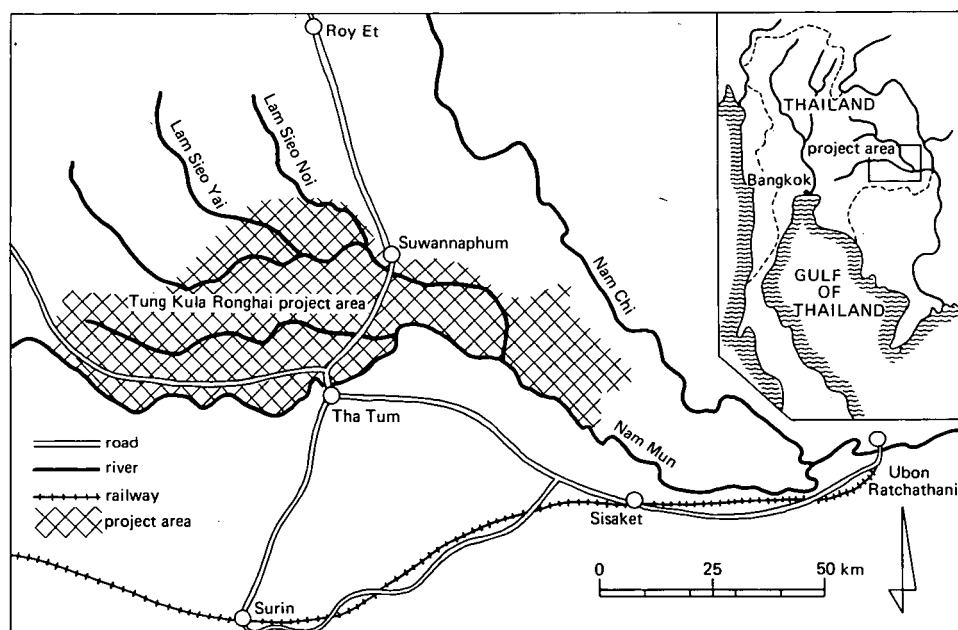 Roy Et
Lam Sieo Noi
Lam Sieo Yai
Suwannaphum
Tung Kula Ronghai project area
Nam Chi
Tha Tum
Nam Mun
Ubon
Ratchathani
Sisaket
Surin
road
river
railway
project area
0 25 50 km
THAILAND
project area
Bangkok
GULF
OF
THAILAND